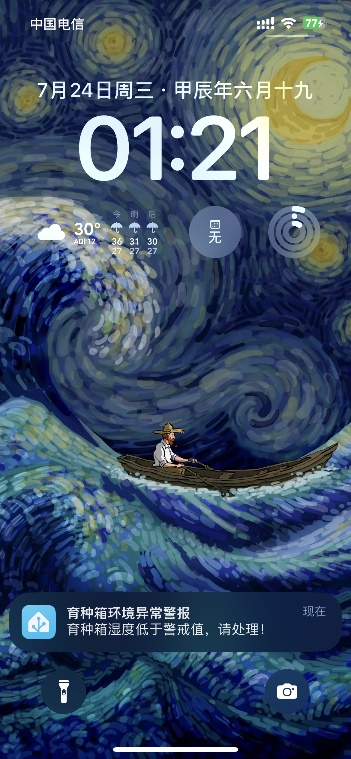 中国电信
77
7月24日周三·甲辰年六月十九
01:21
30°
AQI 12
今 明 后
36 31 30
27 27 27
无
育种箱环境异常警报
现在
育种箱湿度低于警戒值，请处理！